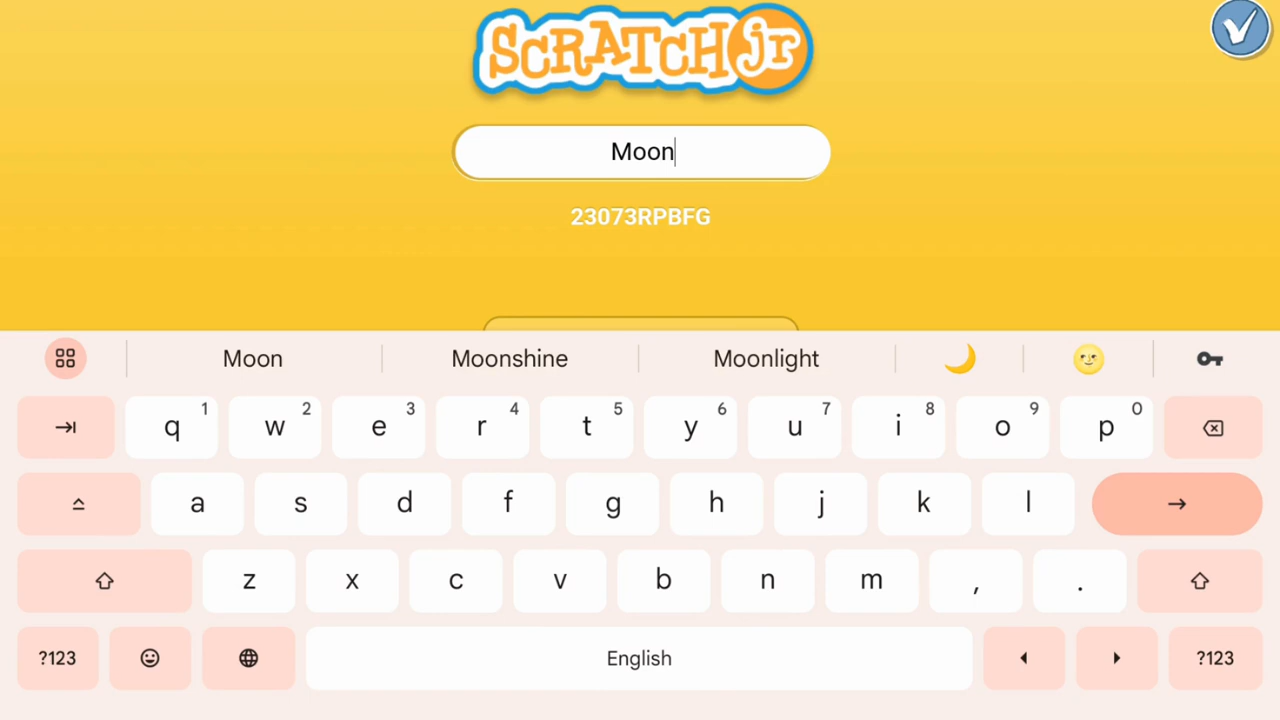 SCRATCH jr
Moon
23073RPBFG
Moon Moonshine Moonlight
q 1 w 2 e 3 r 4 t 5 y 6 u 7 i 8 o 9 p 0
a s d f g h j k l
z x c v b n m , .
?123 English ?123